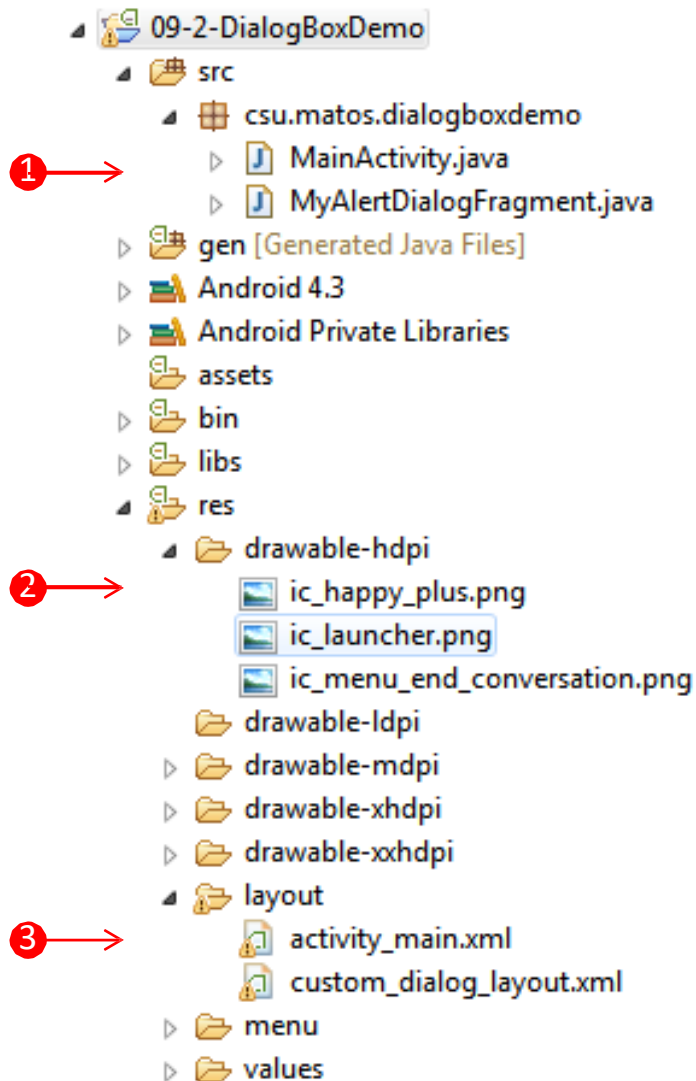 09-2-DialogBoxDemo
src
csu.matos.dialogboxdemo
1
MainActivity.java
MyAlertDialogFragment.java
gen [Generated Java Files]
Android 4.3
Android Private Libraries
assets
bin
libs
res
drawable-hdpi
2
ic_happy_plus.png
ic_launcher.png
ic_menu_end_conversation.png
drawable-ldpi
drawable-mdpi
drawable-xhdpi
drawable-xxhdpi
layout
3
activity_main.xml
custom_dialog_layout.xml
menu
values